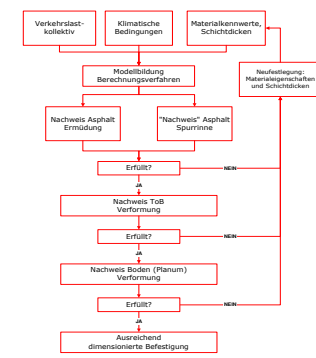 Verkehrslast-
kollektiv
Klimatische
Bedingungen
Materialkennwerte,
Schichtdicken
Modellbildung
Berechnungsverfahren
Neufestlegung:
Materialeigenschaften
und Schichtdicken
Nachweis Asphalt
Ermüdung
"Nachweis" Asphalt
Spurrinne
Erfüllt?
NEIN
JA
Nachweis ToB
Verformung
Erfüllt?
NEIN
JA
Nachweis Boden (Planum)
Verformung
Erfüllt?
NEIN
JA
Ausreichend
dimensionierte Befestigung